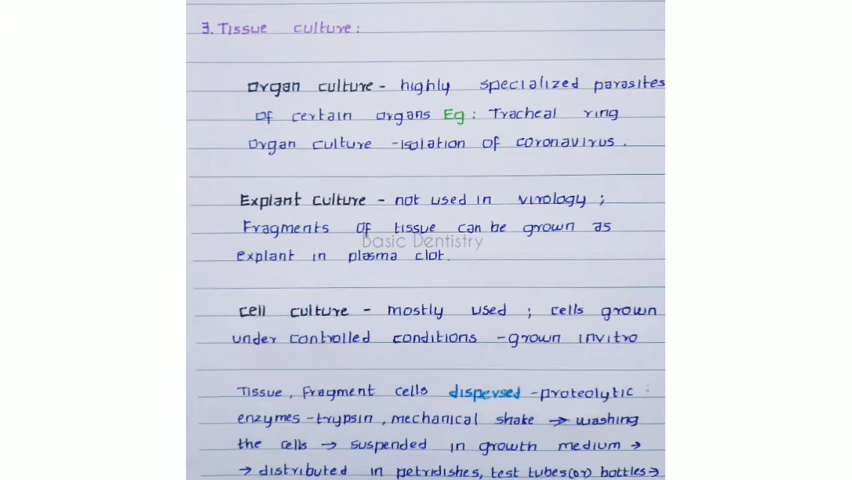 3. Tissue culture:
Organ culture - highly specialized parasites
of certain organs Eg: Tracheal ring
organ culture - isolation of coronavirus.
Explant culture - not used in virology;
Fragments of tissue can be grown as
Basic Dentistry
explant in plasma clot.
Cell culture - mostly used; cells grown
under controlled conditions - grown invitro
Tissue, Fragment cells dispersed - proteolytic
enzymes - trypsin, mechanical shake → washing
the cells → suspended in growth medium →
→ distributed in petridishes, test tubes (or) bottles →